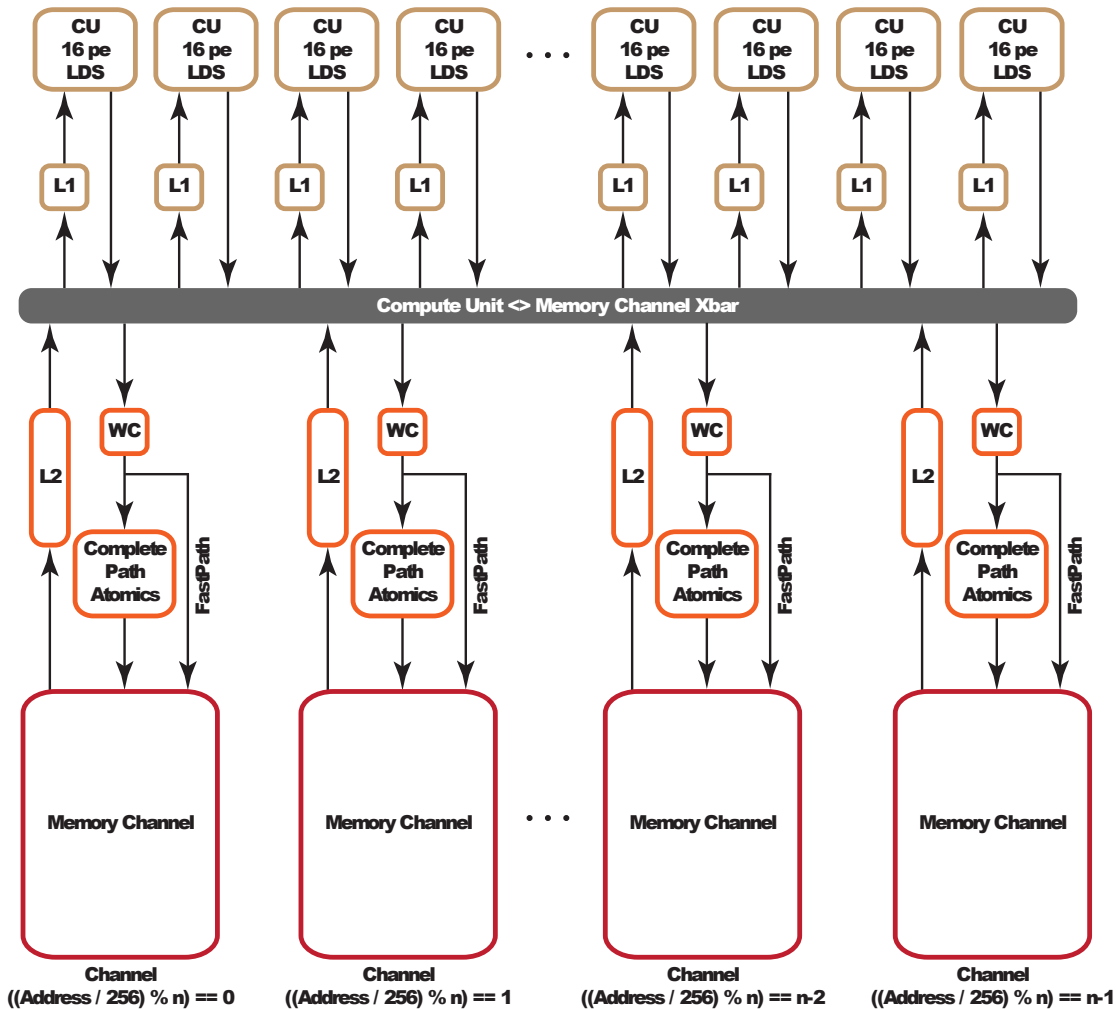 CU
16 pe
LDS
CU
16 pe
LDS
CU
16 pe
LDS
CU
16 pe
LDS
. . .
CU
16 pe
LDS
CU
16 pe
LDS
CU
16 pe
LDS
CU
16 pe
LDS
L1
L1
L1
L1
L1
L1
L1
L1
Compute Unit <> Memory Channel Xbar
L2
WC
Complete
Path
Atomics
FastPath
L2
WC
Complete
Path
Atomics
FastPath
L2
WC
Complete
Path
Atomics
FastPath
L2
WC
Complete
Path
Atomics
FastPath
Memory Channel
Memory Channel
. . .
Memory Channel
Memory Channel
Channel
((Address / 256) % n) == 0
Channel
((Address / 256) % n) == 1
Channel
((Address / 256) % n) == n-2
Channel
((Address / 256) % n) == n-1